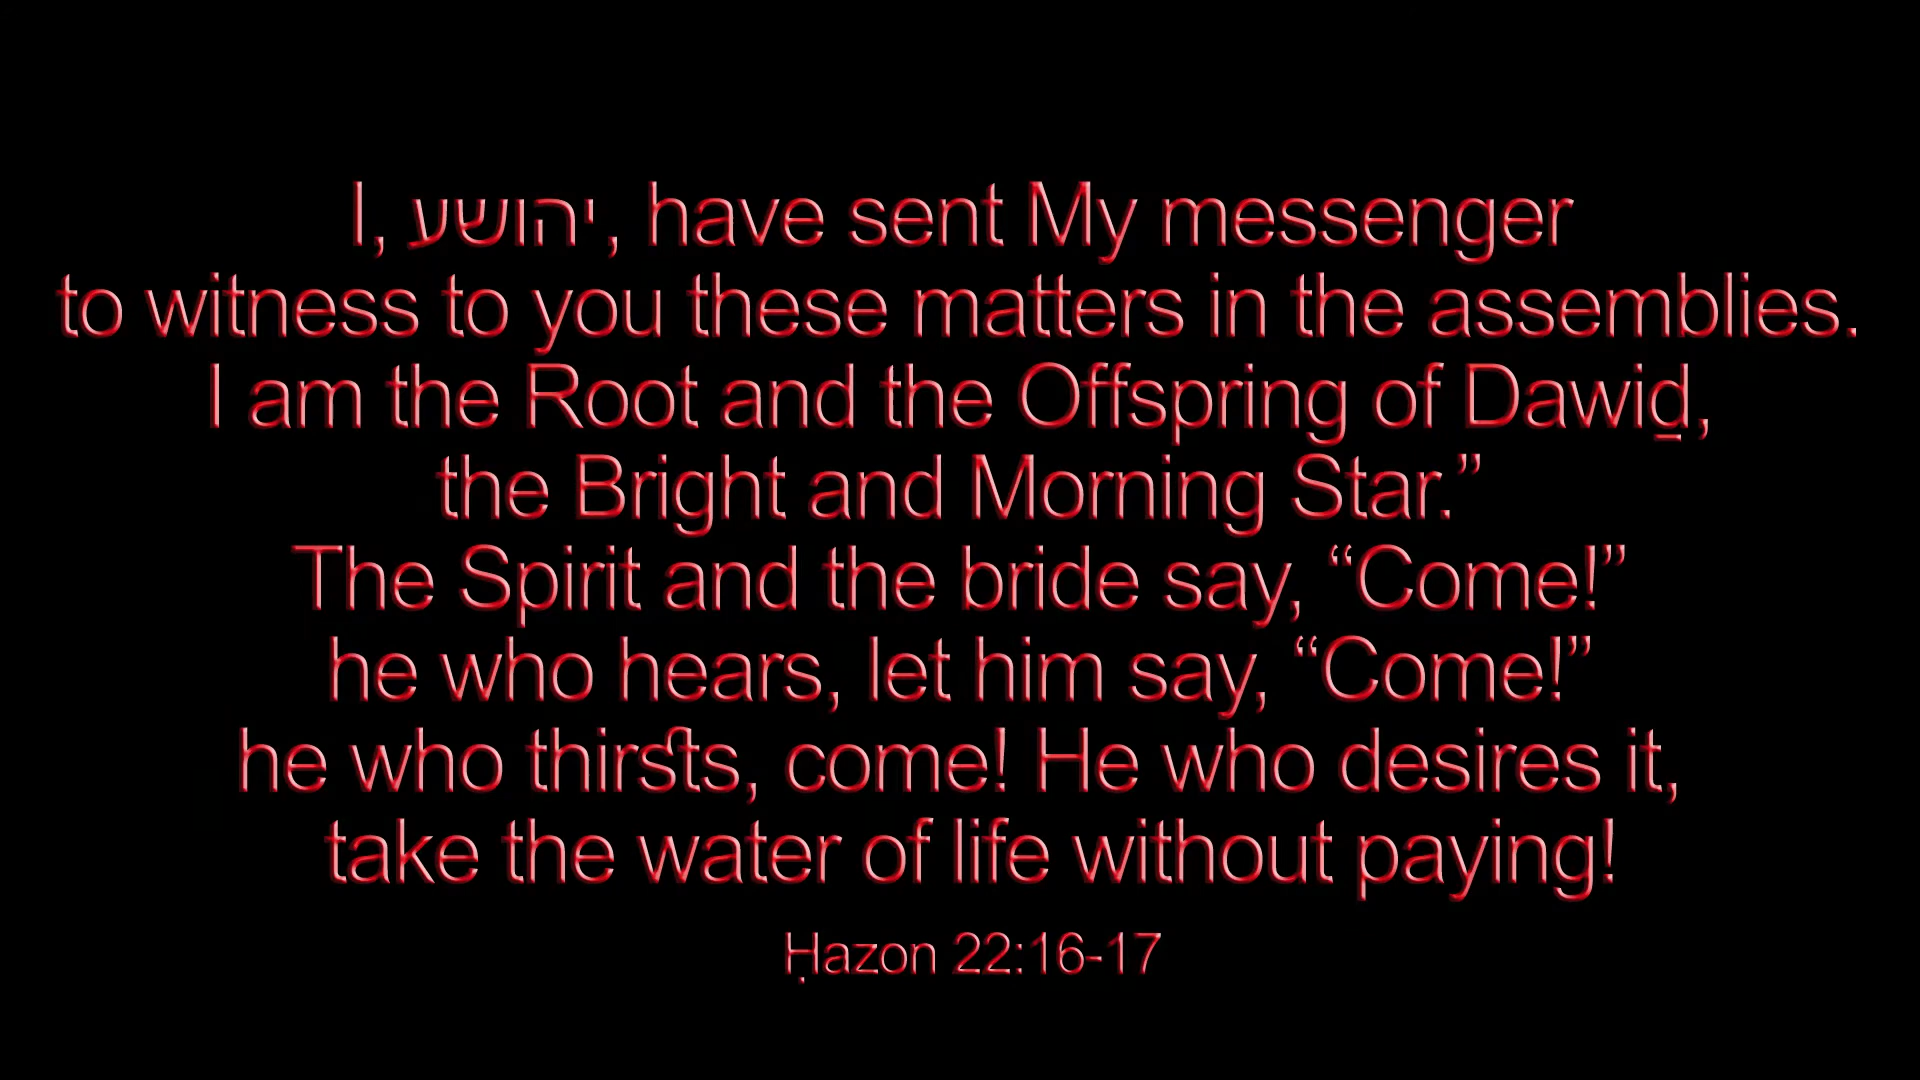 I, יהושע, have sent My messenger
to witness to you these matters in the assemblies.
I am the Root and the Offspring of Dawiḏ,
the Bright and Morning Star.”
The Spirit and the bride say, “Come!”
he who hears, let him say, “Come!”
he who thirsts, come! He who desires it,
take the water of life without paying!
Ḥazon 22:16-17